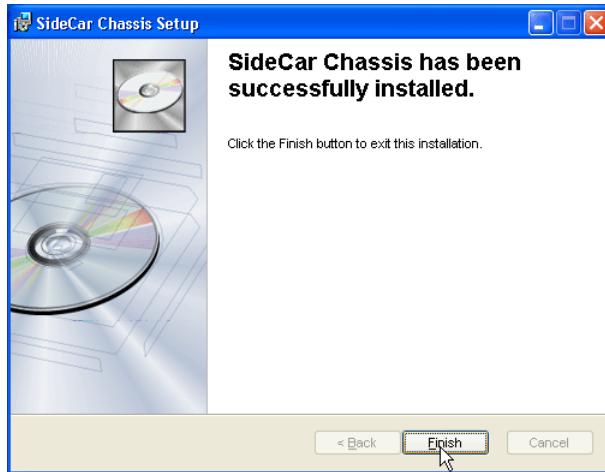 SideCar Chassis Setup
SideCar Chassis has been
successfully installed.
Click the Finish button to exit this installation.
< Back
Finish
Cancel